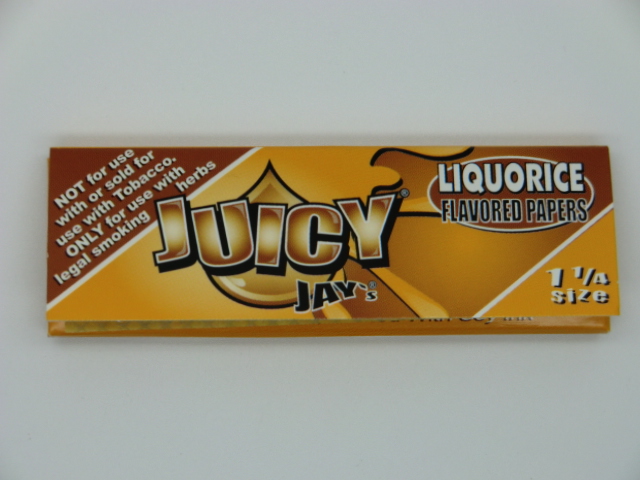 NOT for use
with or sold for
use with Tobacco.
ONLY for use with
legal smoking herbs
JUICY®
JAY's®
LIQUORICE
FLAVORED PAPERS
1 1/4
size